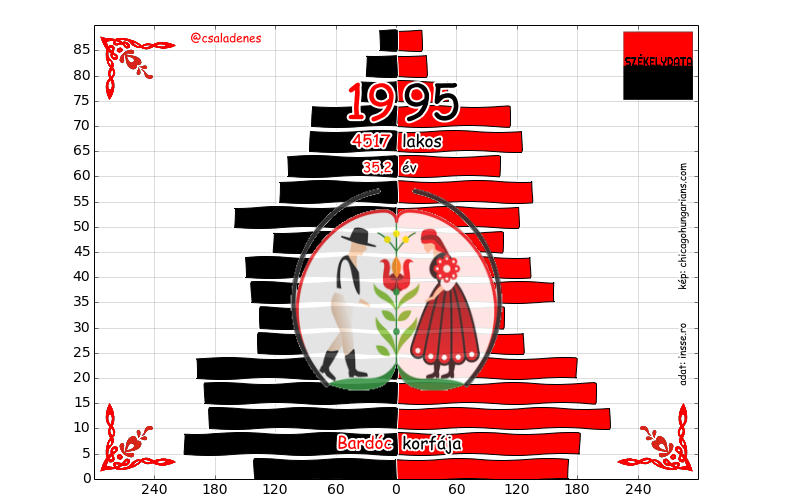 @csaladenes
SZÉKELYDATA
1995
4517 lakos
35.2 év
kép: chicagohungarians.com
adat: insse.ro
Bardóc korfája
85
80
75
70
65
60
55
50
45
40
35
30
25
20
15
10
5
0
240 180 120 60 0 60 120 180 240